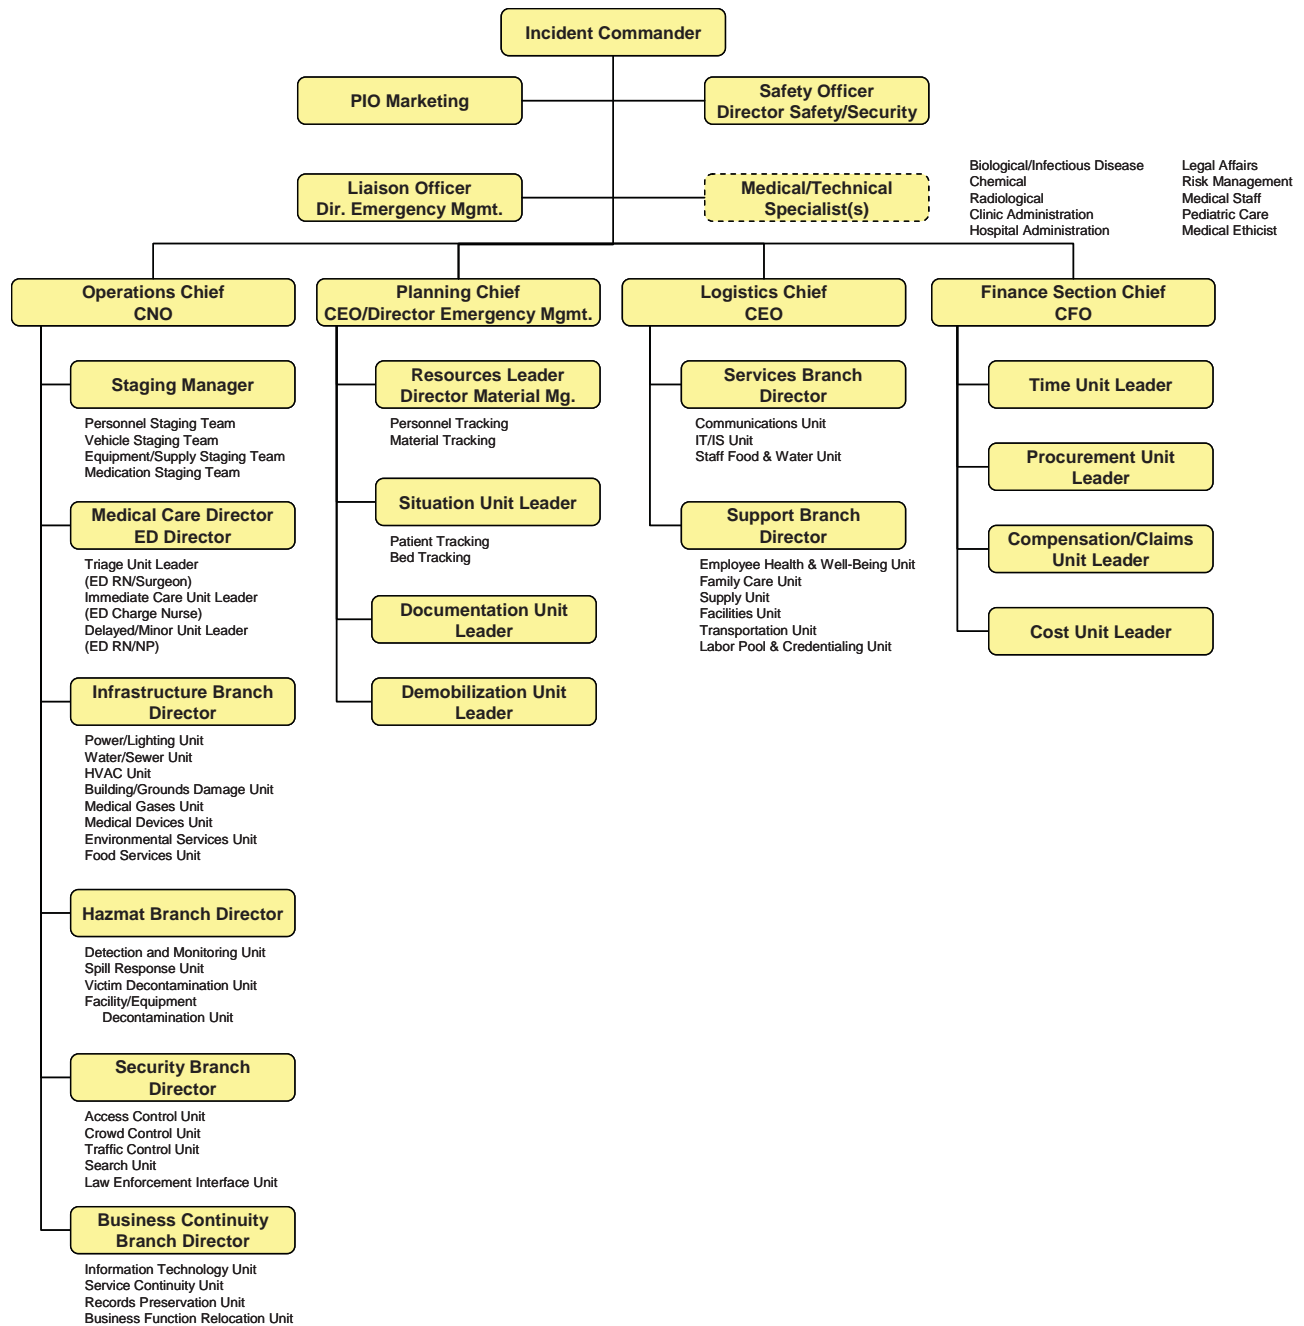 Incident Commander
PIO Marketing
Safety Officer
Director Safety/Security
Liaison Officer
Dir. Emergency Mgmt.
Medical/Technical
Specialist(s)
Biological/Infectious Disease
Chemical
Radiological
Clinic Administration
Hospital Administration
Legal Affairs
Risk Management
Medical Staff
Pediatric Care
Medical Ethicist
Operations Chief
CNO
Staging Manager
Personnel Staging Team
Vehicle Staging Team
Equipment/Supply Staging Team
Medication Staging Team
Medical Care Director
ED Director
Triage Unit Leader
(ED RN/Surgeon)
Immediate Care Unit Leader
(ED Charge Nurse)
Delayed/Minor Unit Leader
(ED RN/NP)
Infrastructure Branch
Director
Power/Lighting Unit
Water/Sewer Unit
HVAC Unit
Building/Grounds Damage Unit
Medical Gases Unit
Medical Devices Unit
Environmental Services Unit
Food Services Unit
Hazmat Branch Director
Detection and Monitoring Unit
Spill Response Unit
Victim Decontamination Unit
Facility/Equipment
Decontamination Unit
Security Branch
Director
Access Control Unit
Crowd Control Unit
Traffic Control Unit
Search Unit
Law Enforcement Interface Unit
Business Continuity
Branch Director
Information Technology Unit
Service Continuity Unit
Records Preservation Unit
Business Function Relocation Unit
Planning Chief
CEO/Director Emergency Mgmt.
Resources Leader
Director Material Mg.
Personnel Tracking
Material Tracking
Situation Unit Leader
Patient Tracking
Bed Tracking
Documentation Unit
Leader
Demobilization Unit
Leader
Logistics Chief
CEO
Services Branch
Director
Communications Unit
IT/IS Unit
Staff Food & Water Unit
Support Branch
Director
Employee Health & Well-Being Unit
Family Care Unit
Supply Unit
Facilities Unit
Transportation Unit
Labor Pool & Credentialing Unit
Finance Section Chief
CFO
Time Unit Leader
Procurement Unit
Leader
Compensation/Claims
Unit Leader
Cost Unit Leader